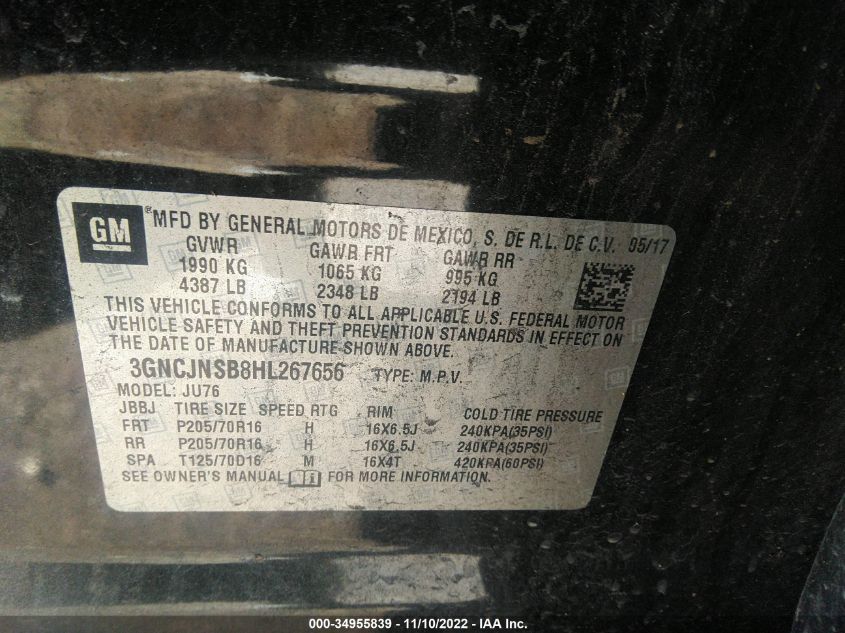 GM ® MFD BY GENERAL MOTORS DE MEXICO, S. DE R.L. DE C.V. 05/17
GVWR GAWR FRT GAWR RR
1990 KG 1065 KG 995 KG
4387 LB 2348 LB 2194 LB
THIS VEHICLE CONFORMS TO ALL APPLICABLE U.S. FEDERAL MOTOR
VEHICLE SAFETY AND THEFT PREVENTION STANDARDS IN EFFECT ON
THE DATE OF MANUFACTURE SHOWN ABOVE.
3GNCJNSB8HL267656 TYPE: M.P.V.
MODEL: JU76
JBBJ TIRE SIZE SPEED RTG RIM COLD TIRE PRESSURE
FRT P205/70R16 H 16X6.5J 240KPA(35PSI)
RR P205/70R16 H 16X6.5J 240KPA(35PSI)
SPA T125/70D16 M 16X4T 420KPA(60PSI)
SEE OWNER'S MANUAL i FOR MORE INFORMATION.
000-34955839 - 11/10/2022 - IAA Inc.